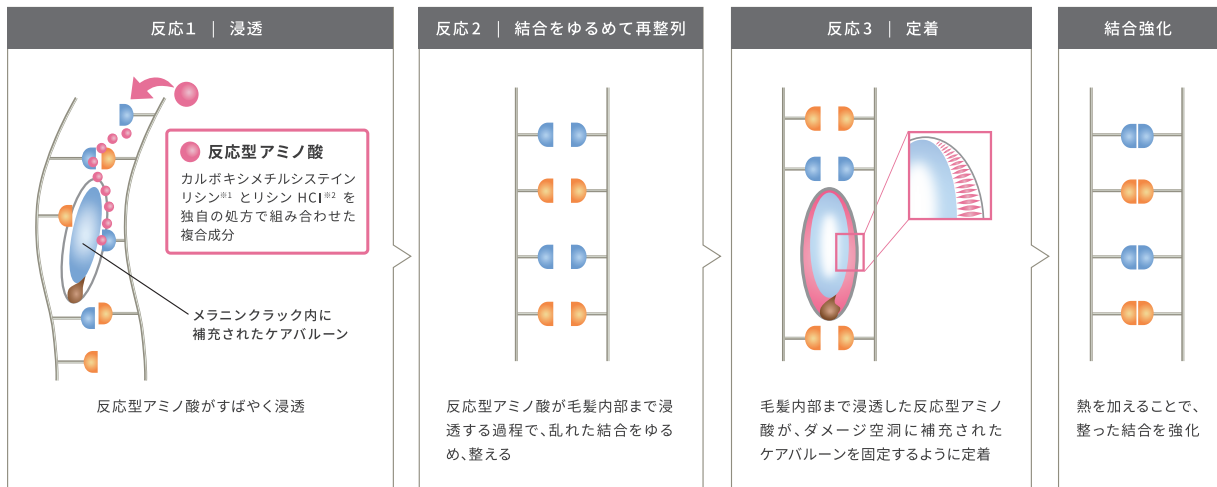 反応1 | 浸透
反応型アミノ酸
カルボキシメチルシステイン
リシン※1 とリシン HCl※2 を
独自の処方で組み合わせた
複合成分
メラニンクラック内に
補充されたケアバルーン
反応型アミノ酸がすばやく浸透
反応2 | 結合をゆるめて再整列
反応型アミノ酸が毛髪内部まで浸
透する過程で、乱れた結合をゆる
め、整える
反応3 | 定着
毛髪内部まで浸透した反応型アミノ
酸が、ダメージ空洞に補充された
ケアバルーンを固定するように定着
結合強化
熱を加えることで、
整った結合を強化